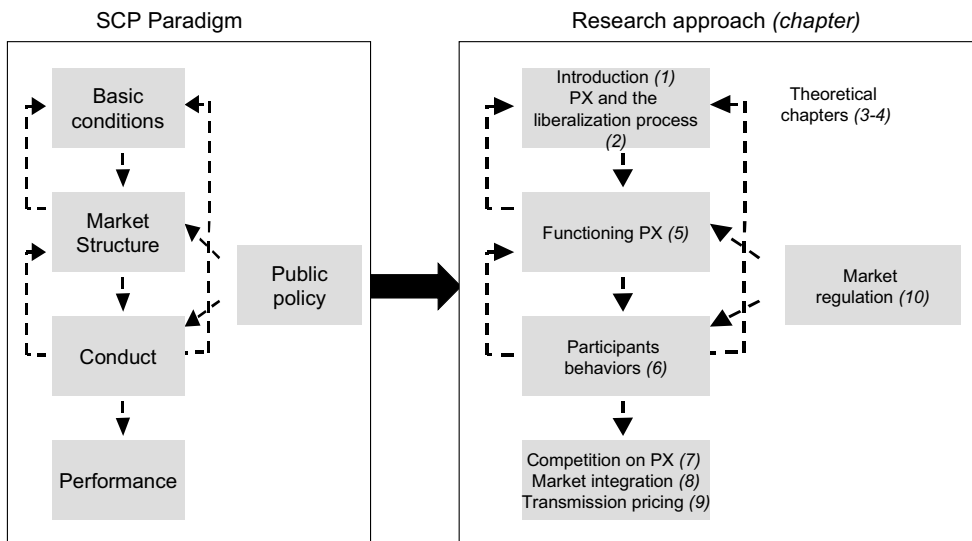 SCP Paradigm
Basic
conditions
Market
Structure
Public
policy
Conduct
Performance
Research approach (chapter)
Introduction (1)
PX and the
liberalization process
(2)
Theoretical
chapters (3-4)
Functioning PX (5)
Market
regulation (10)
Participants
behaviors (6)
Competition on PX (7)
Market integration (8)
Transmission pricing (9)